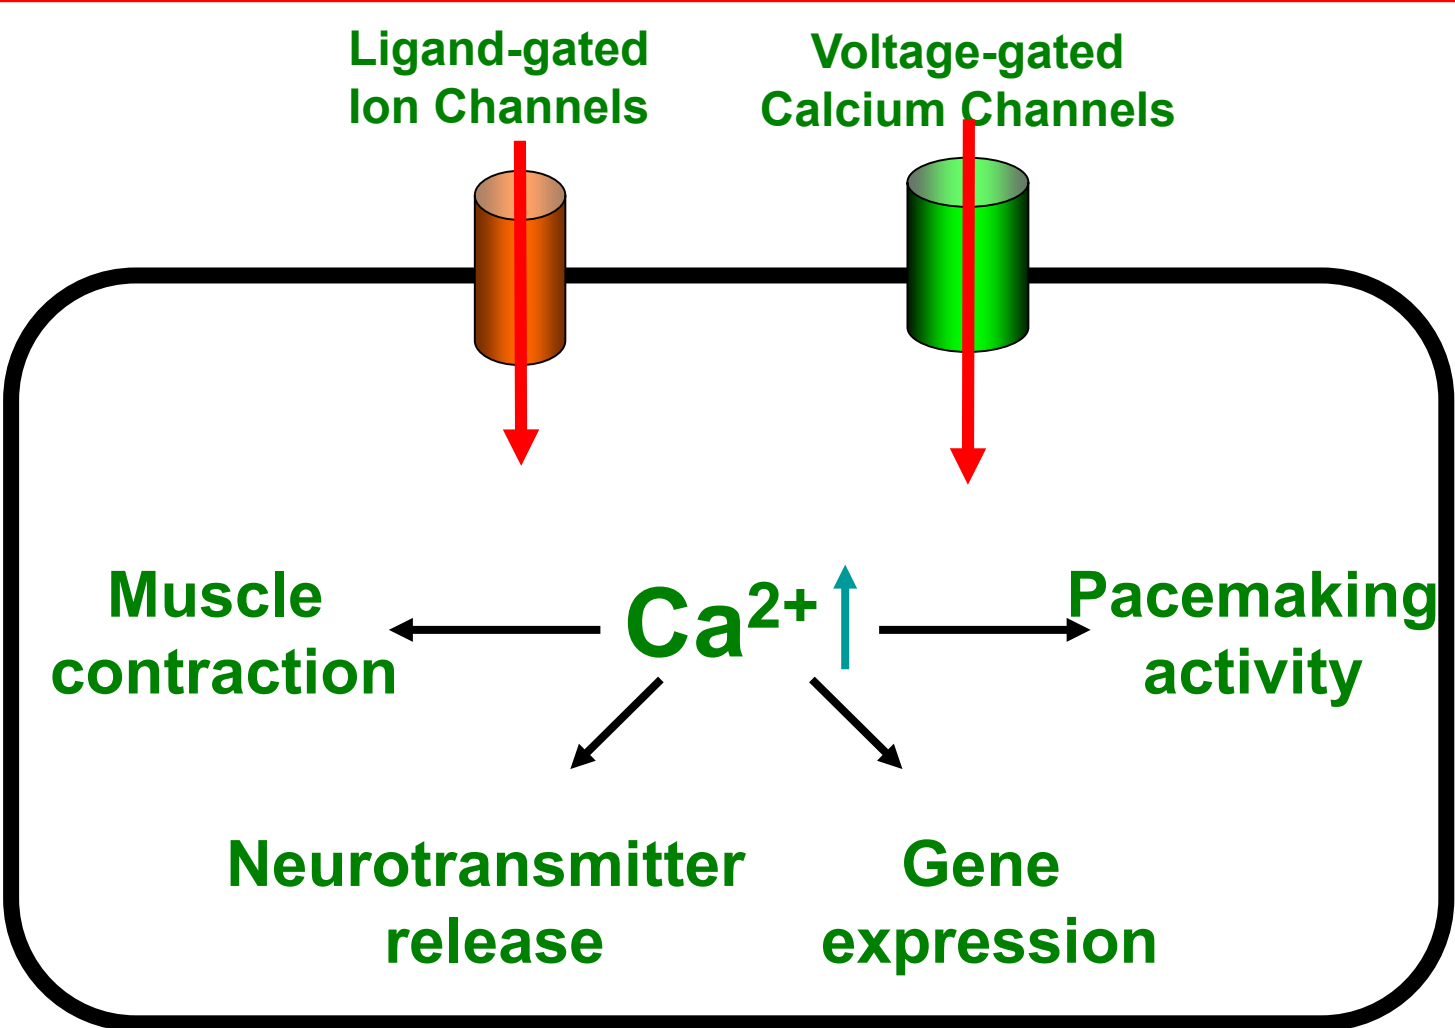 Ligand-gated
Ion Channels
Voltage-gated
Calcium Channels
Muscle
contraction
Ca²⁺
Pacemaking
activity
Neurotransmitter
release
Gene
expression